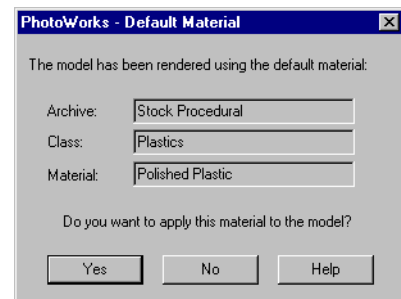 PhotoWorks - Default Material
The model has been rendered using the default material:
Archive: Stock Procedural
Class: Plastics
Material: Polished Plastic
Do you want to apply this material to the model?
Yes No Help